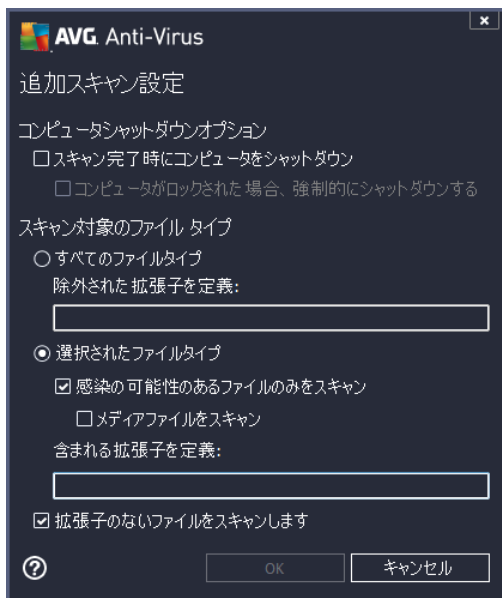 AVG. Anti-Virus
追加スキャン設定
コンピュータシャットダウンオプション
スキャン完了時にコンピュータをシャットダウン
コンピュータがロックされた場合、強制的にシャットダウンする
スキャン対象のファイル タイプ
すべてのファイルタイプ
除外された拡張子を定義:
選択されたファイルタイプ
感染の可能性のあるファイルのみをスキャン
メディアファイルをスキャン
含まれる拡張子を定義:
拡張子のないファイルをスキャンします
? OK キャンセル